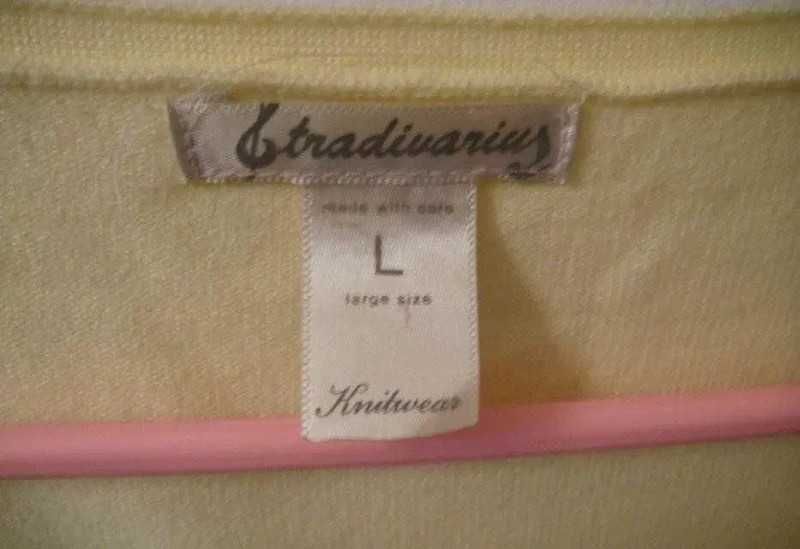 Stradivarius
made with care
L
large size
Knitwear